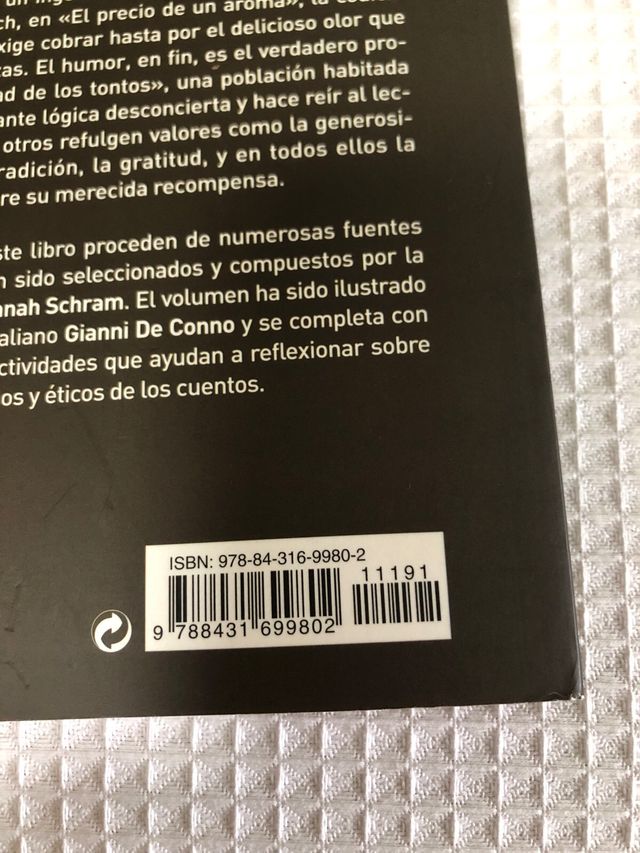 ch, en «El precio de un aroma», la
xige cobrar hasta por el delicioso olor que
as. El humor, en fin, es el verdadero pro-
ad de los tontos», una población habitada
ante lógica desconcierta y hace reír al lec-
otros refulgen valores como la generosi-
radición, la gratitud, y en todos ellos la
re su merecida recompensa.
ste libro proceden de numerosas fuentes
n sido seleccionados y compuestos por la
nnah Schram. El volumen ha sido ilustrado
aliano Gianni De Conno y se completa con
ctividades que ayudan a reflexionar sobre
os y éticos de los cuentos.
ISBN: 978-84-316-9980-2
11191
9 788431 699802